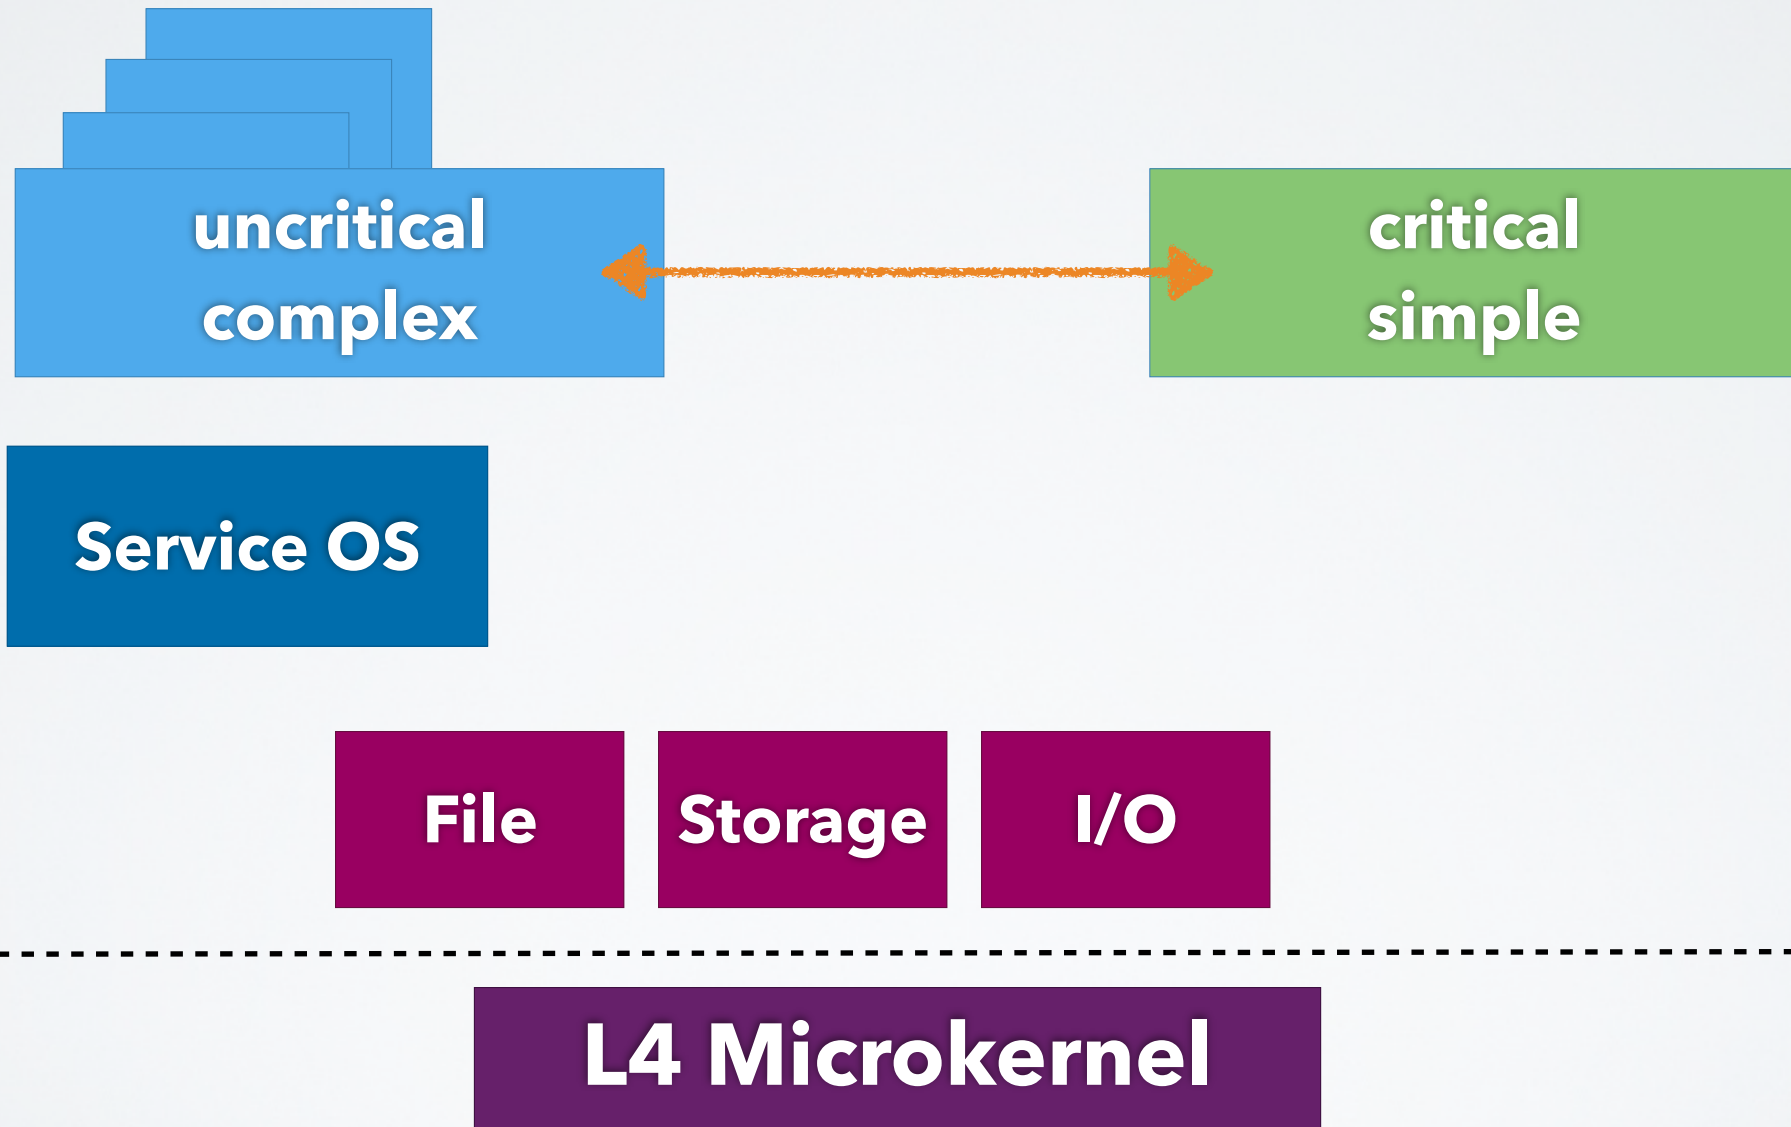 uncritical
complex
critical
simple
Service OS
File
Storage
I/O
L4 Microkernel